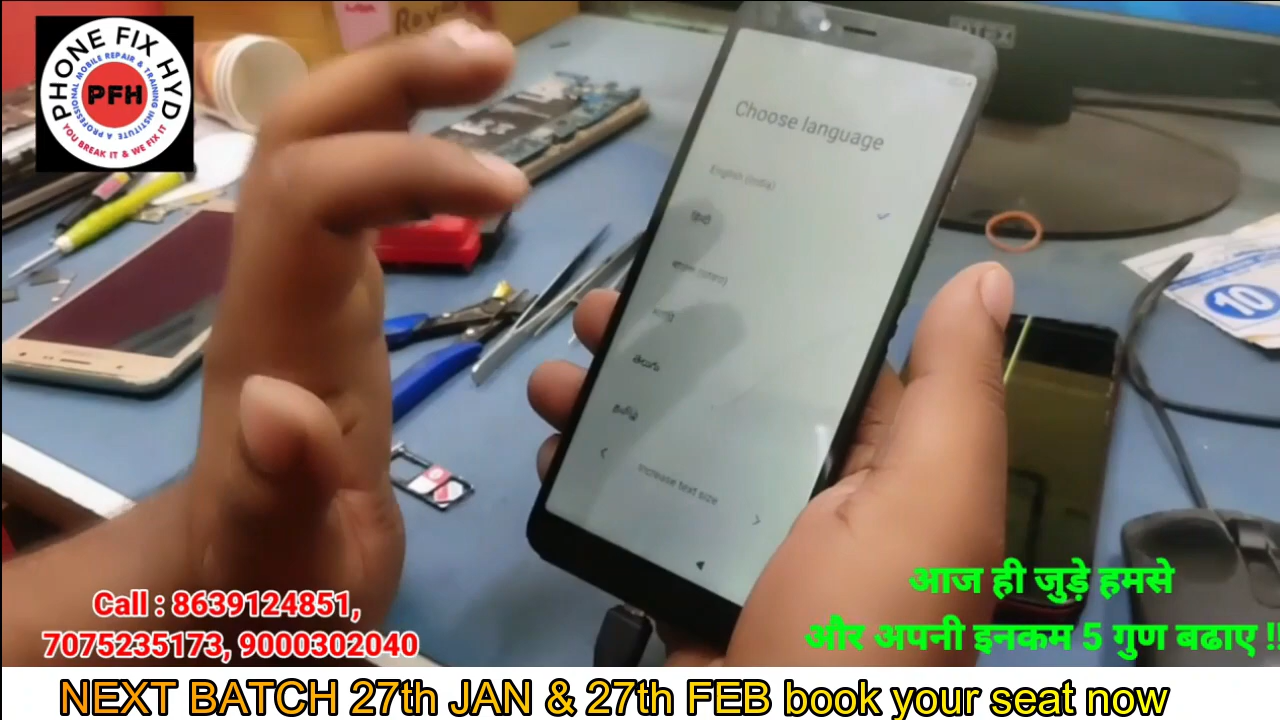 PHONE FIX HYD
A PROFESSIONAL MOBILE REPAIR & TRAINING INSTITUTE
PFH
YOU BREAK IT & WE FIX IT
Choose language
English (India)
हिंदी
తెలుగు
தமிழ்
Increase text size
10
Call : 8639124851,
7075235173, 9000302040
आज ही जुड़े हमसे
और अपनी इनकम 5 गुण बढाए !!
NEXT BATCH 27th JAN & 27th FEB book your seat now